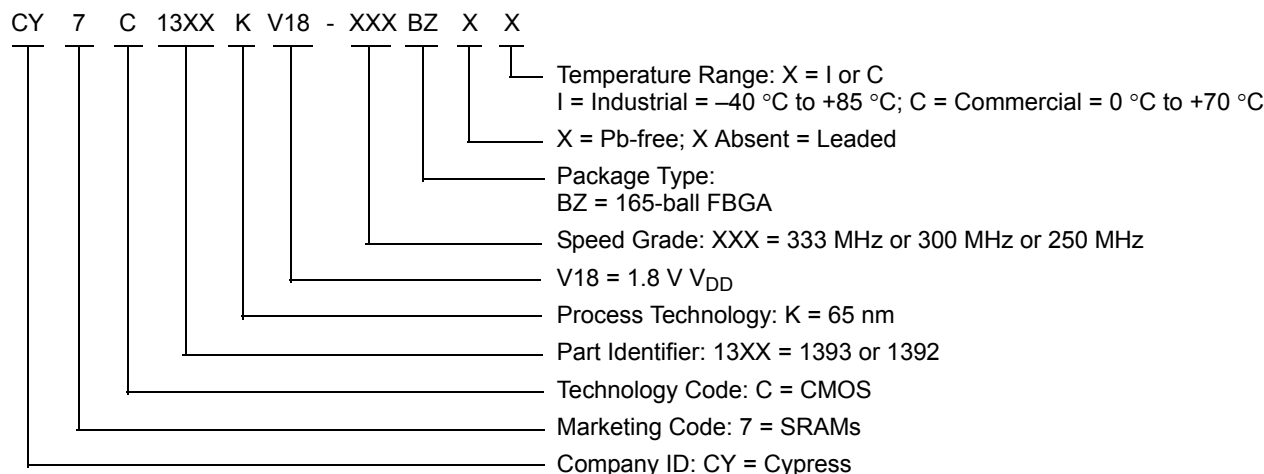 CY 7 C 13XX K V18 - XXX BZ X X
Temperature Range: X = I or C
I = Industrial = –40 °C to +85 °C; C = Commercial = 0 °C to +70 °C
X = Pb-free; X Absent = Leaded
Package Type:
BZ = 165-ball FBGA
Speed Grade: XXX = 333 MHz or 300 MHz or 250 MHz
V18 = 1.8 V VDD
Process Technology: K = 65 nm
Part Identifier: 13XX = 1393 or 1392
Technology Code: C = CMOS
Marketing Code: 7 = SRAMs
Company ID: CY = Cypress